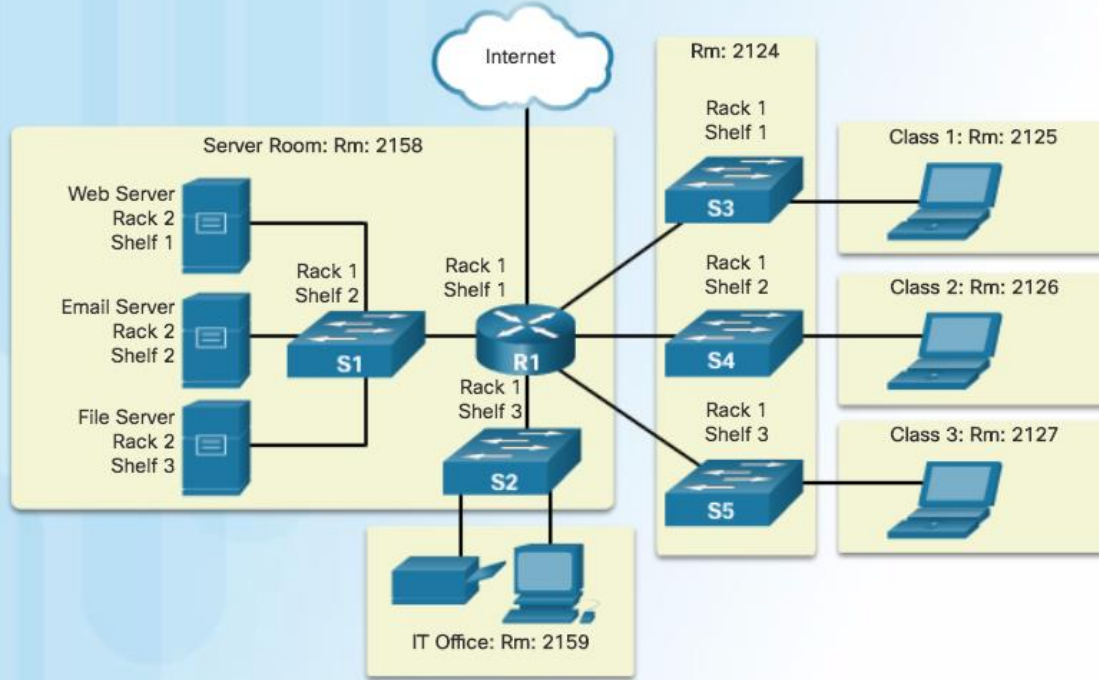 Internet
Rm: 2124
Rack 1
Shelf 1
S3
Class 1: Rm: 2125
Server Room: Rm: 2158
Web Server
Rack 2
Shelf 1
Rack 1
Shelf 2
S1
Rack 1
Shelf 1
R1
Email Server
Rack 2
Shelf 2
Rack 1
Shelf 2
S4
Class 2: Rm: 2126
File Server
Rack 2
Shelf 3
Rack 1
Shelf 3
S2
Rack 1
Shelf 3
S5
Class 3: Rm: 2127
IT Office: Rm: 2159